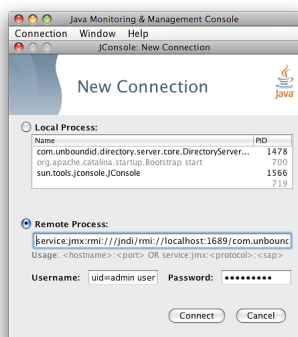 Java Monitoring & Management Console
Connection Window Help
JConsole: New Connection
New Connection
Java
Local Process:
Name PID
com.unboundid.directory.server.core.DirectoryServer... 1478
org.apache.catalina.startup.Bootstrap start 700
sun.tools.jconsole.JConsole 1566
719
Remote Process:
service:jmx:rmi:///jndi/rmi://localhost:1689/com.unbounc
Usage: <hostname>:<port> OR service:jmx:<protocol>:<sap>
Username: uid=admin user Password: •••••••••
Connect Cancel